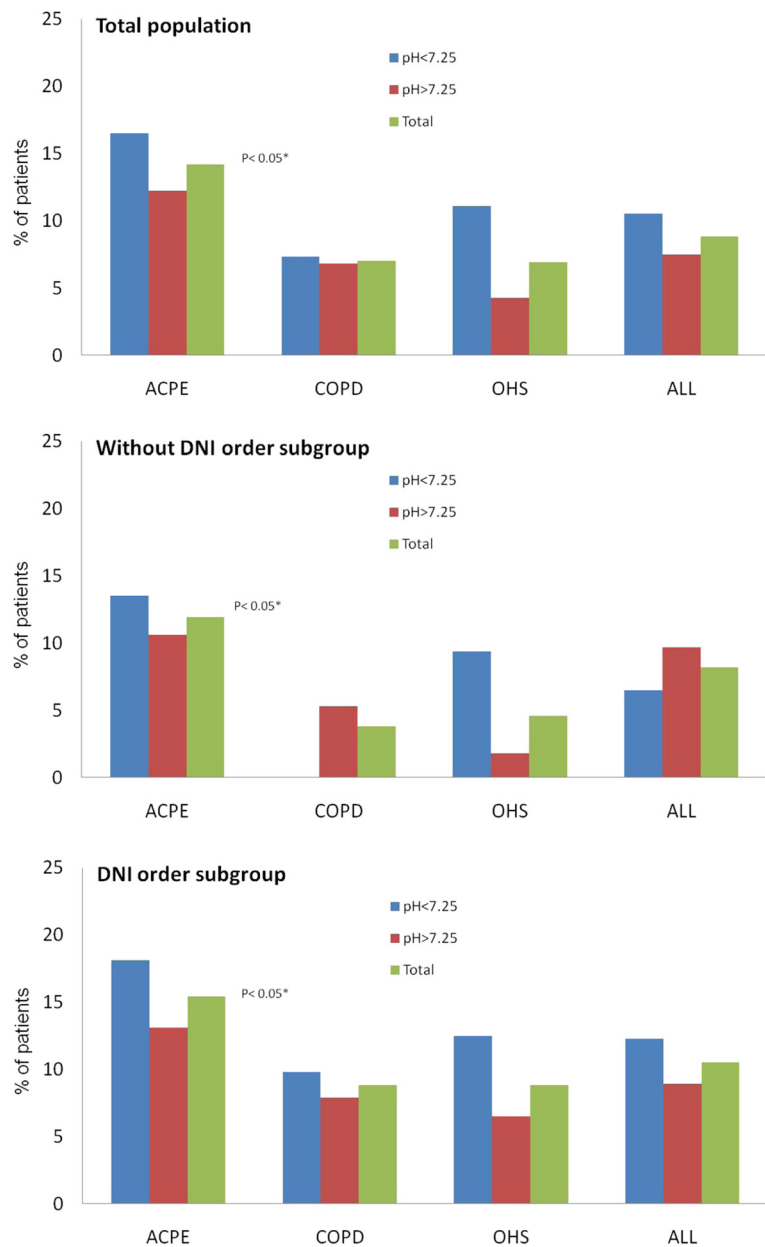 Total population
25
20
15
10
5
0
% of patients
pH<7.25
pH>7.25
Total
P< 0.05*
ACPE COPD OHS ALL
Without DNI order subgroup
25
20
15
10
5
0
% of patients
pH<7.25
pH>7.25
Total
P< 0.05*
ACPE COPD OHS ALL
DNI order subgroup
25
20
15
10
5
0
% of patients
pH<7.25
pH>7.25
Total
P< 0.05*
ACPE COPD OHS ALL